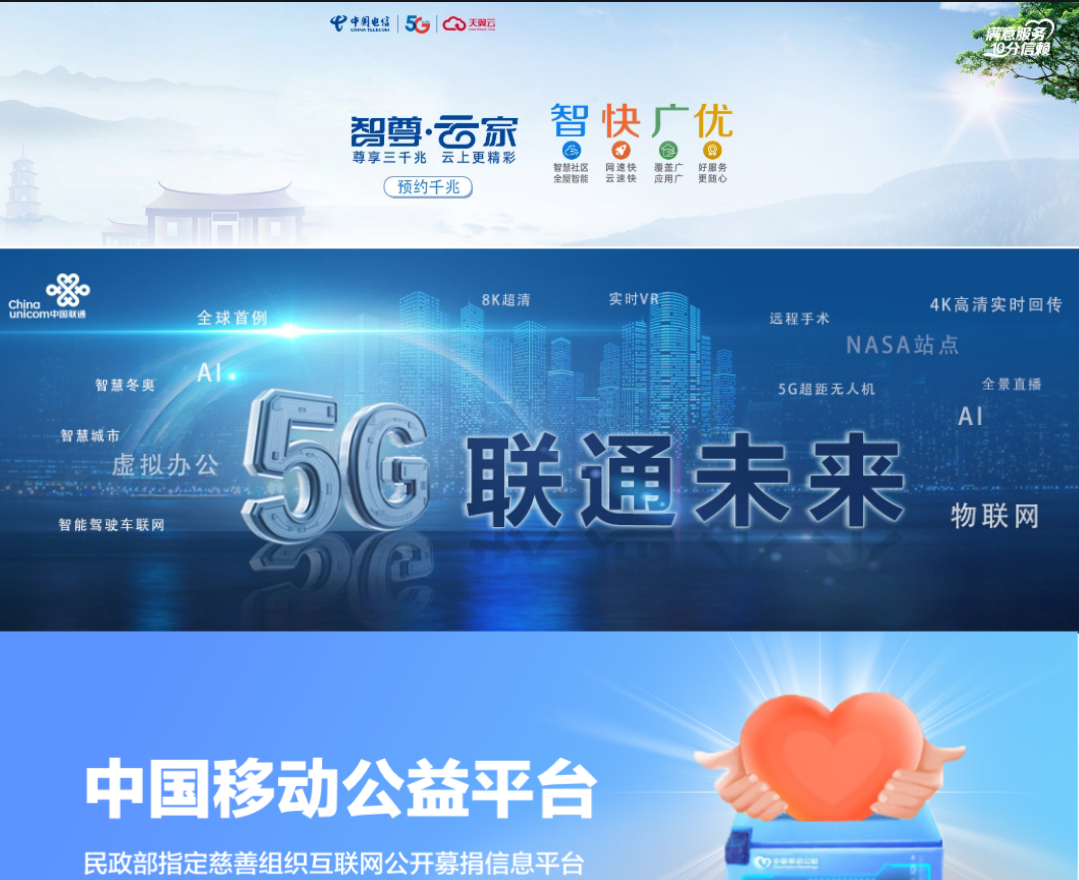 中国电信
CHINA TELECOM
5G
天翼云
满意服务
10分信赖
智尊·云家
尊享三千兆 云上更精彩
预约千兆
智 快 广 优
智慧社区 网速快 覆盖广 好服务
全屋智能 云速快 应用广 更随心
China
unicom中国联通
全球首例
8K超清
实时VR
远程手术
4K高清实时回传
NASA站点
AI
智慧冬奥
5G超距无人机
全景直播
AI
智慧城市
虚拟办公
5G 联通未来
智能驾驶车联网
物联网
中国移动公益平台
民政部指定慈善组织互联网公开募捐信息平台